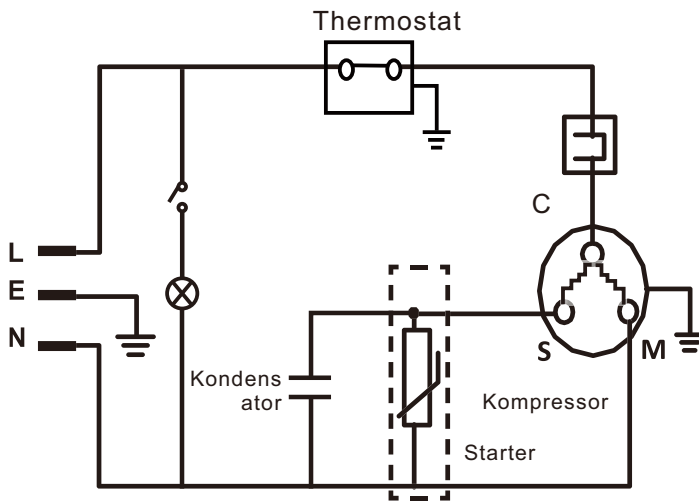 Thermostat
C
L
E
N
S
M
Kondens
ator
Kompressor
Starter